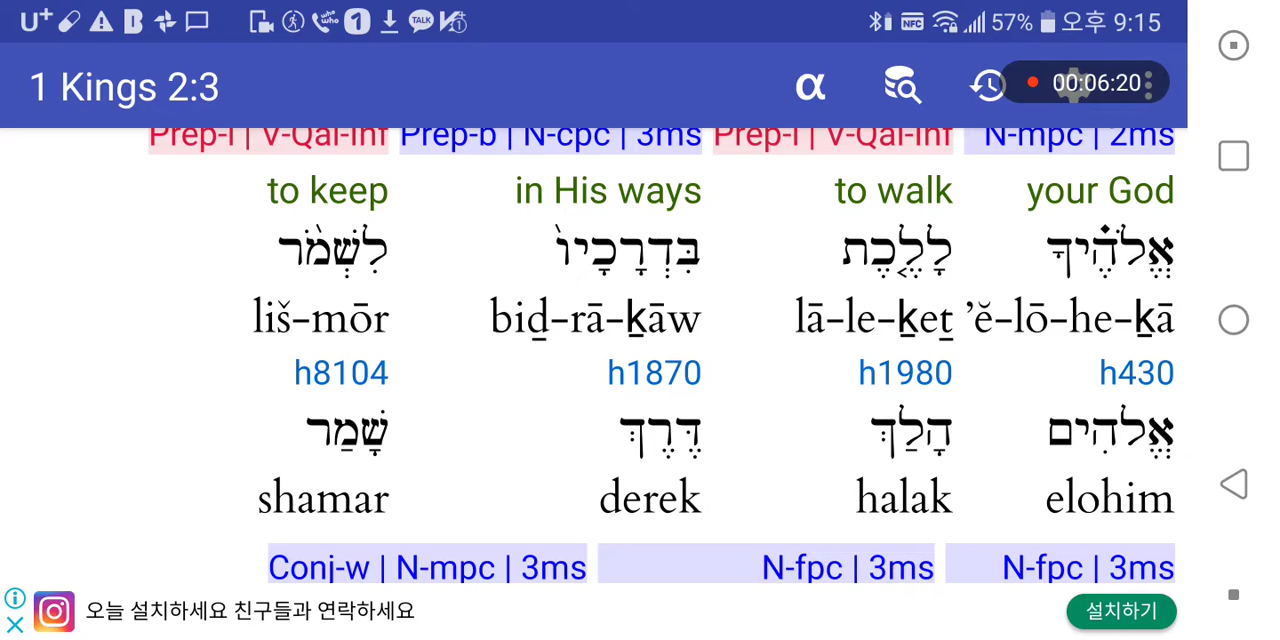 57% 오후 9:15
1 Kings 2:3 α 00:06:20
Prep-l | V-Qal-Inf Prep-b | N-cpc | 3ms Prep-l | V-Qal-Inf N-mpc | 2ms
to keep in His ways to walk your God
אֱלֹהֶ֗יךָ לָלֶ֤כֶת בִּדְרָכָיו֙ לִשְׁמֹ֨ר
liš-mōr biḏ-rā-ḵāw lā-le-ḵeṯ ’ĕ-lō-he-ḵā
h8104 h1870 h1980 h430
אֱלֹהִים הָלַךְ דֶּרֶךְ שָׁמַר
shamar derek halak elohim
Conj-w | N-mpc | 3ms N-fpc | 3ms N-fpc | 3ms
오늘 설치하세요 친구들과 연락하세요 설치하기